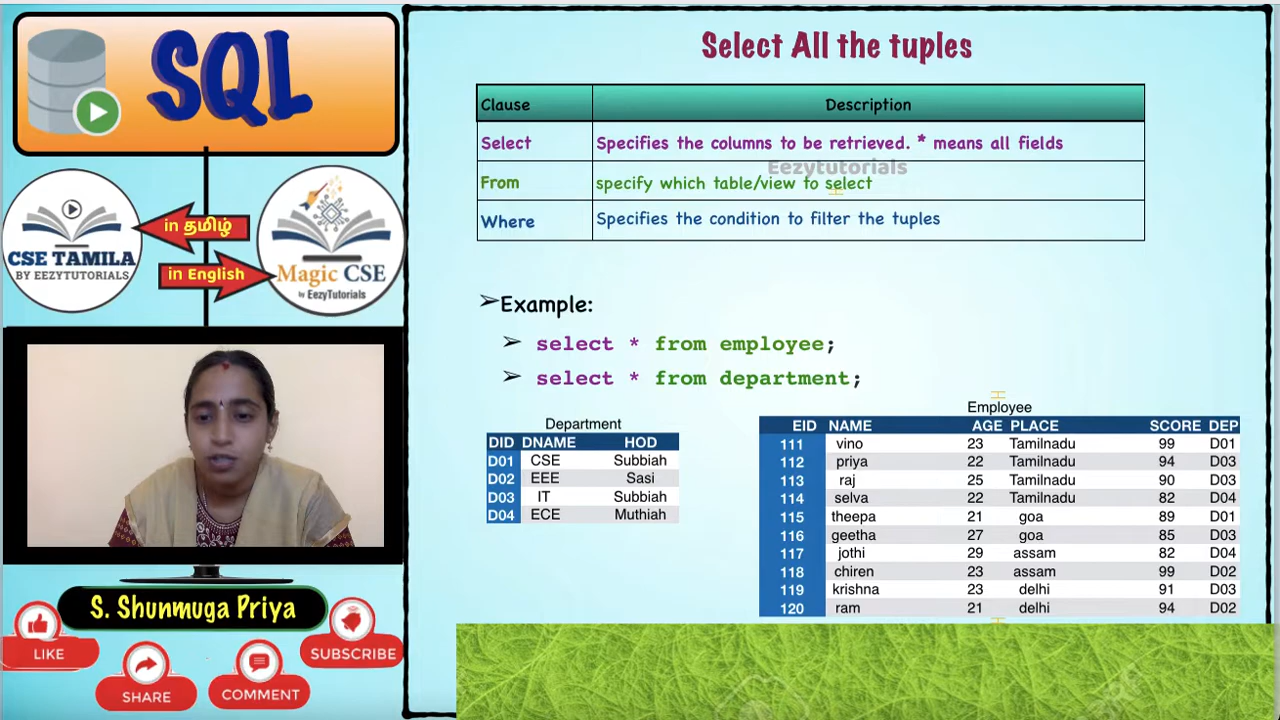 SQL
in தமிழ்
CSE TAMILA
BY EEZYTUTORIALS
in English
Magic CSE
by EezyTutorials
S. Shunmuga Priya
LIKE
SHARE
COMMENT
SUBSCRIBE
Select All the tuples
Clause Description
Select Specifies the columns to be retrieved. * means all fields
Eezytutorials
From specify which table/view to select
Where Specifies the condition to filter the tuples
➢Example:
➢ select * from employee;
➢ select * from department;
Department
DID DNAME HOD
D01 CSE Subbiah
D02 EEE Sasi
D03 IT Subbiah
D04 ECE Muthiah
Employee
EID NAME AGE PLACE SCORE DEP
111 vino 23 Tamilnadu 99 D01
112 priya 22 Tamilnadu 94 D03
113 raj 25 Tamilnadu 90 D03
114 selva 22 Tamilnadu 82 D04
115 theepa 21 goa 89 D01
116 geetha 27 goa 85 D03
117 jothi 29 assam 82 D04
118 chiren 23 assam 99 D02
119 krishna 23 delhi 91 D03
120 ram 21 delhi 94 D02